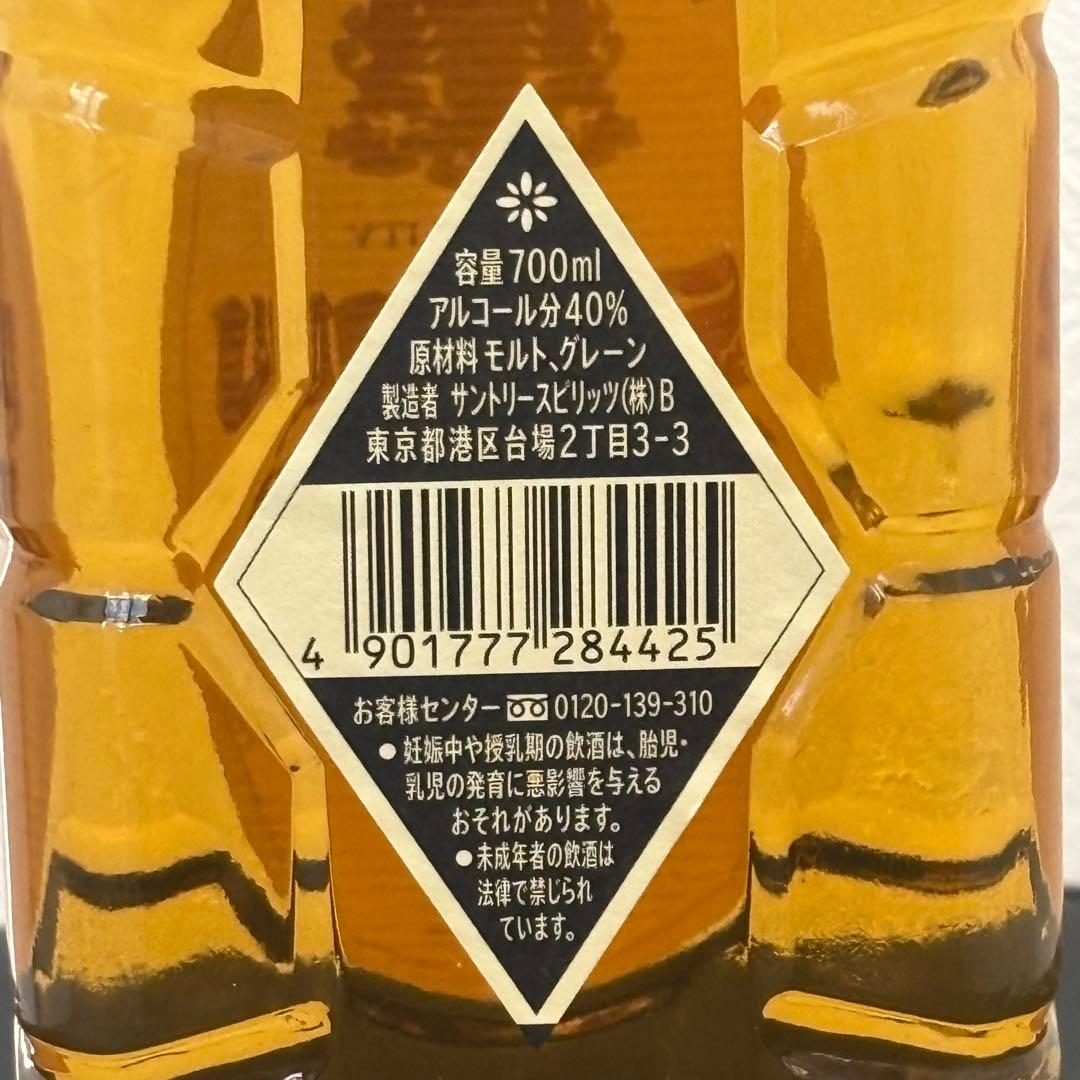 容量700ml
アルコール分40%
原材料 モルト、グレーン
製造者 サントリースピリッツ(株)B
東京都港区台場2丁目3-3
4 901777 284425
お客様センター 0120-139-310
●妊娠中や授乳期の飲酒は、胎児・
乳児の発育に悪影響を与える
おそれがあります。
●未成年者の飲酒は
法律で禁じられ
ています。